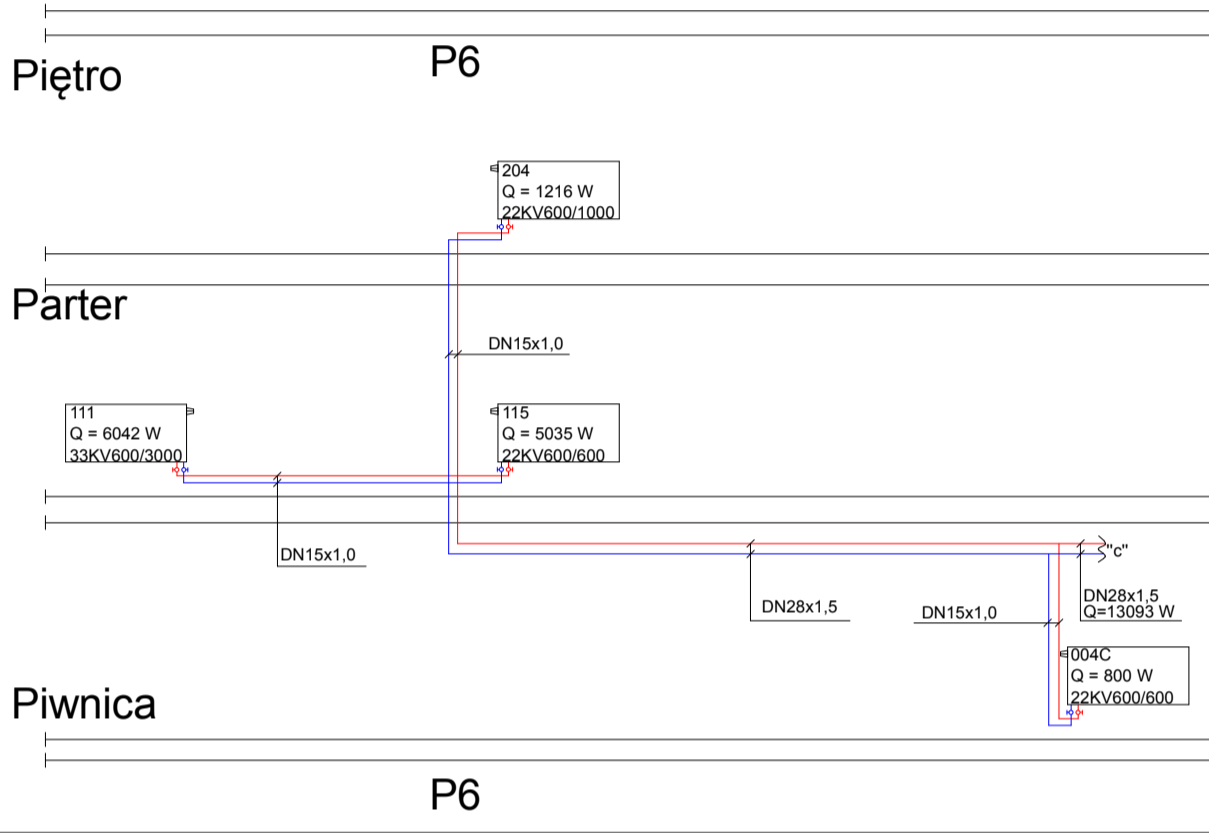 P6
Piętro
204
Q = 1216 W
22KV600/1000
Parter
DN15x1,0
111
Q = 6042 W
33KV600/3000
115
Q = 5035 W
22KV600/600
DN15x1,0
"c"
DN28x1,5
DN15x1,0
DN28x1,5
Q=13093 W
004C
Q = 800 W
22KV600/600
Piwnica
P6